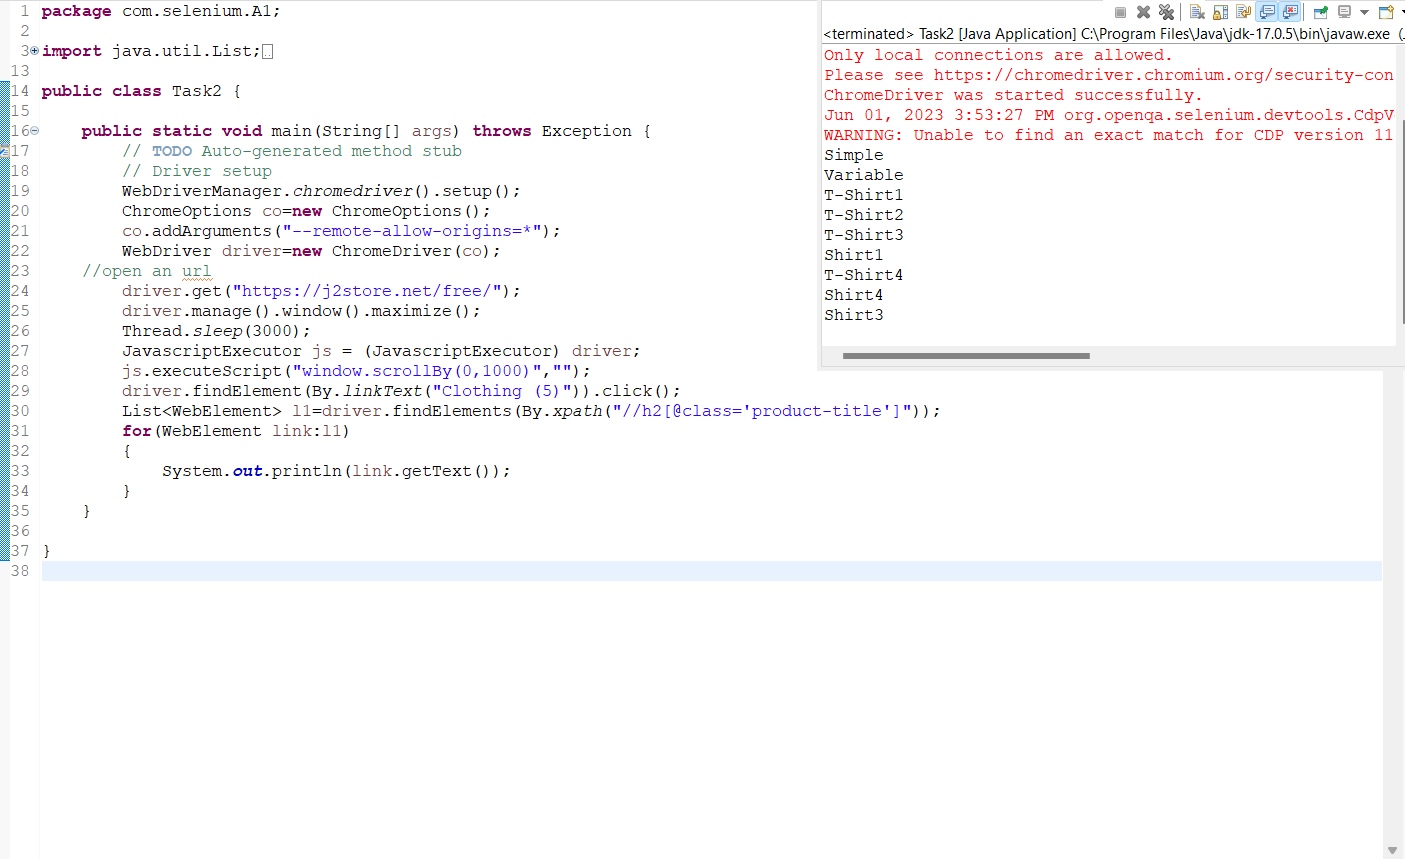 1 package com.selenium.A1;
2
3 import java.util.List;
13
14 public class Task2 {
15
16     public static void main(String[] args) throws Exception {
17         // TODO Auto-generated method stub
18         // Driver setup
19         WebDriverManager.chromedriver().setup();
20         ChromeOptions co=new ChromeOptions();
21         co.addArguments("--remote-allow-origins=*");
22         WebDriver driver=new ChromeDriver(co);
23     //open an url
24         driver.get("https://j2store.net/free/");
25         driver.manage().window().maximize();
26         Thread.sleep(3000);
27         JavascriptExecutor js = (JavascriptExecutor) driver;
28         js.executeScript("window.scrollBy(0,1000)","");
29         driver.findElement(By.linkText("Clothing (5)")).click();
30         List<WebElement> l1=driver.findElements(By.xpath("//h2[@class='product-title']"));
31         for(WebElement link:l1)
32         {
33             System.out.println(link.getText());
34         }
35     }
36
37 }
38
<terminated> Task2 [Java Application] C:\Program Files\Java\jdk-17.0.5\bin\javaw.exe (
Only local connections are allowed.
Please see https://chromedriver.chromium.org/security-con
ChromeDriver was started successfully.
Jun 01, 2023 3:53:27 PM org.openqa.selenium.devtools.CdpV
WARNING: Unable to find an exact match for CDP version 11
Simple
Variable
T-Shirt1
T-Shirt2
T-Shirt3
Shirt1
T-Shirt4
Shirt4
Shirt3